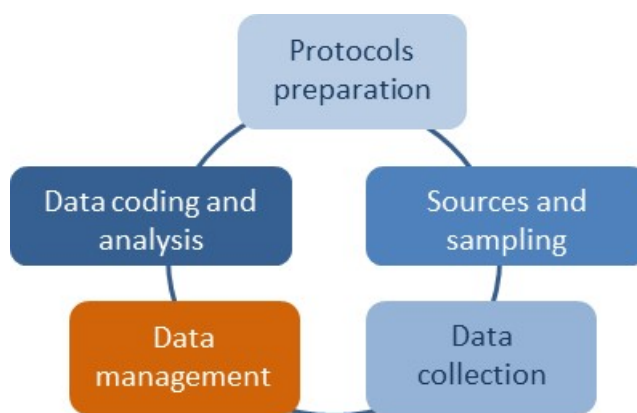 Protocols
preparation
Sources and
sampling
Data
collection
Data
management
Data coding and
analysis